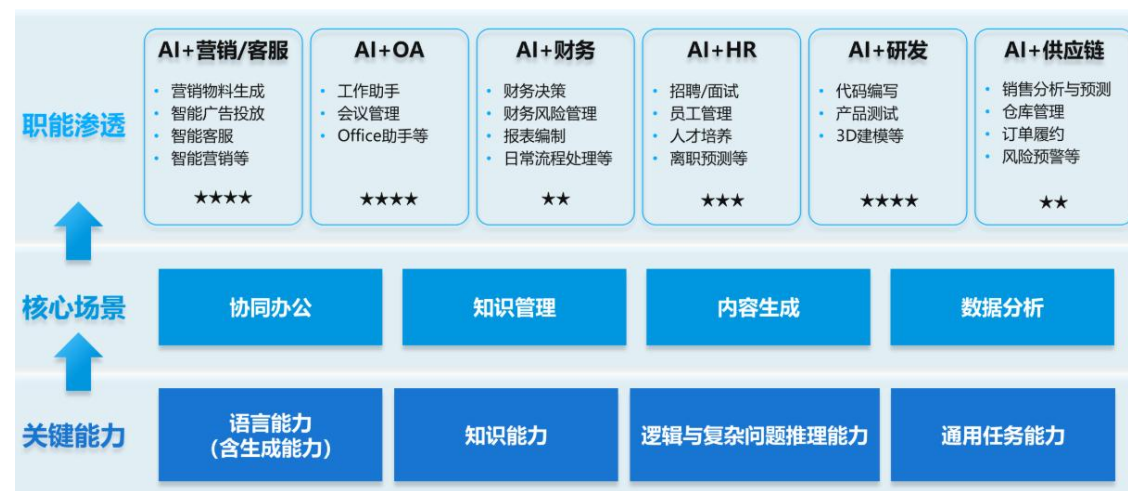 职能渗透
AI+营销/客服
• 营销物料生成
• 智能广告投放
• 智能客服
• 智能营销等
★★★★
AI+OA
• 工作助手
• 会议管理
• Office助手等
★★★★
AI+财务
• 财务决策
• 财务风险管理
• 报表编制
• 日常流程处理等
★★
AI+HR
• 招聘/面试
• 员工管理
• 人才培养
• 离职预测等
★★★
AI+研发
• 代码编写
• 产品测试
• 3D建模等
★★★★
AI+供应链
• 销售分析与预测
• 仓库管理
• 订单履约
• 风险预警等
★★
核心场景
协同办公
知识管理
内容生成
数据分析
关键能力
语言能力
(含生成能力)
知识能力
逻辑与复杂问题推理能力
通用任务能力